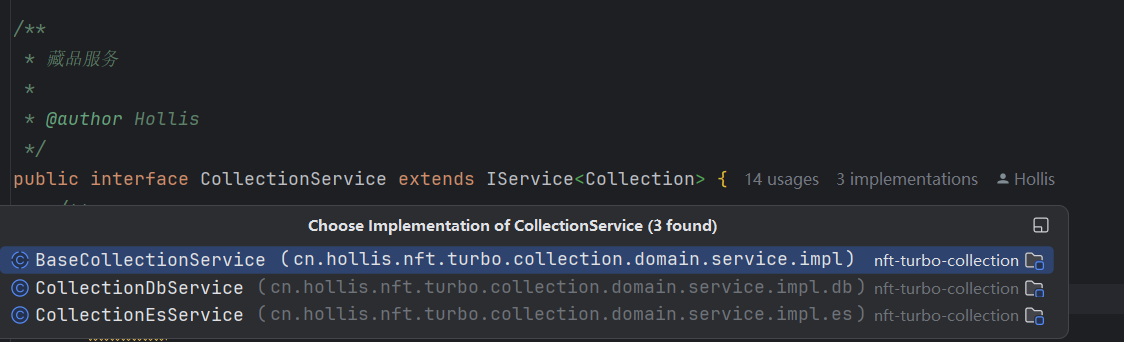 /**
* 藏品服务
*
* @author Hollis
*/
public interface CollectionService extends IService<Collection> { 14 usages 3 implementations Hollis
Choose Implementation of CollectionService (3 found)
BaseCollectionService (cn.hollis.nft.turbo.collection.domain.service.impl) nft-turbo-collection
CollectionDbService (cn.hollis.nft.turbo.collection.domain.service.impl.db) nft-turbo-collection
CollectionEsService (cn.hollis.nft.turbo.collection.domain.service.impl.es) nft-turbo-collection